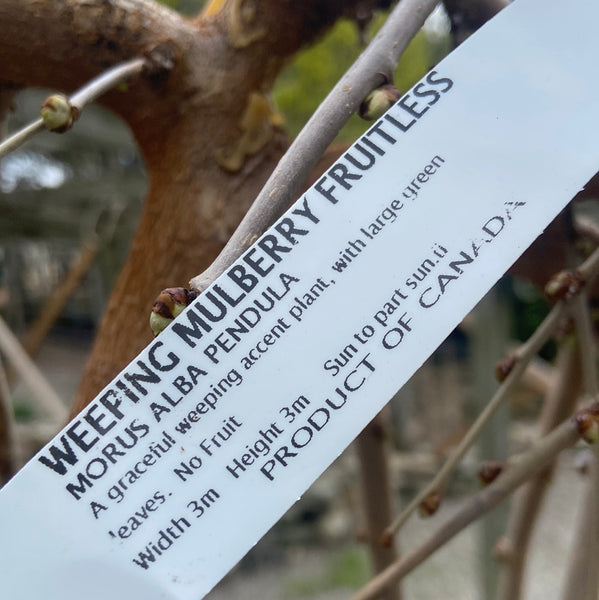 WEEPING MULBERRY FRUITLESS
MORUS ALBA PENDULA
A graceful weeping accent plant, with large green
leaves. No Fruit
Width 3m Height 3m Sun to part sun.ti
PRODUCT OF CANADA